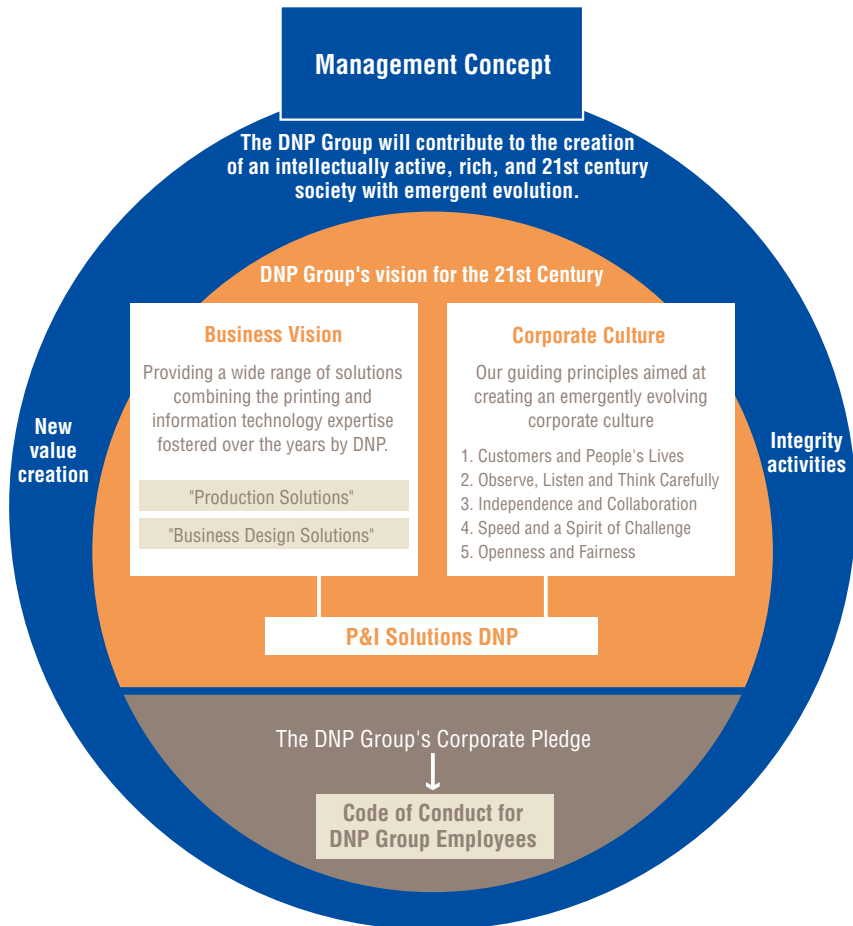 Management Concept
The DNP Group will contribute to the creation
of an intellectually active, rich, and 21st century
society with emergent evolution.
DNP Group's vision for the 21st Century
Business Vision
Providing a wide range of solutions
combining the printing and
information technology expertise
fostered over the years by DNP.
"Production Solutions"
"Business Design Solutions"
Corporate Culture
Our guiding principles aimed at
creating an emergently evolving
corporate culture
1. Customers and People's Lives
2. Observe, Listen and Think Carefully
3. Independence and Collaboration
4. Speed and a Spirit of Challenge
5. Openness and Fairness
New
value
creation
Integrity
activities
P&I Solutions DNP
The DNP Group's Corporate Pledge
Code of Conduct for
DNP Group Employees